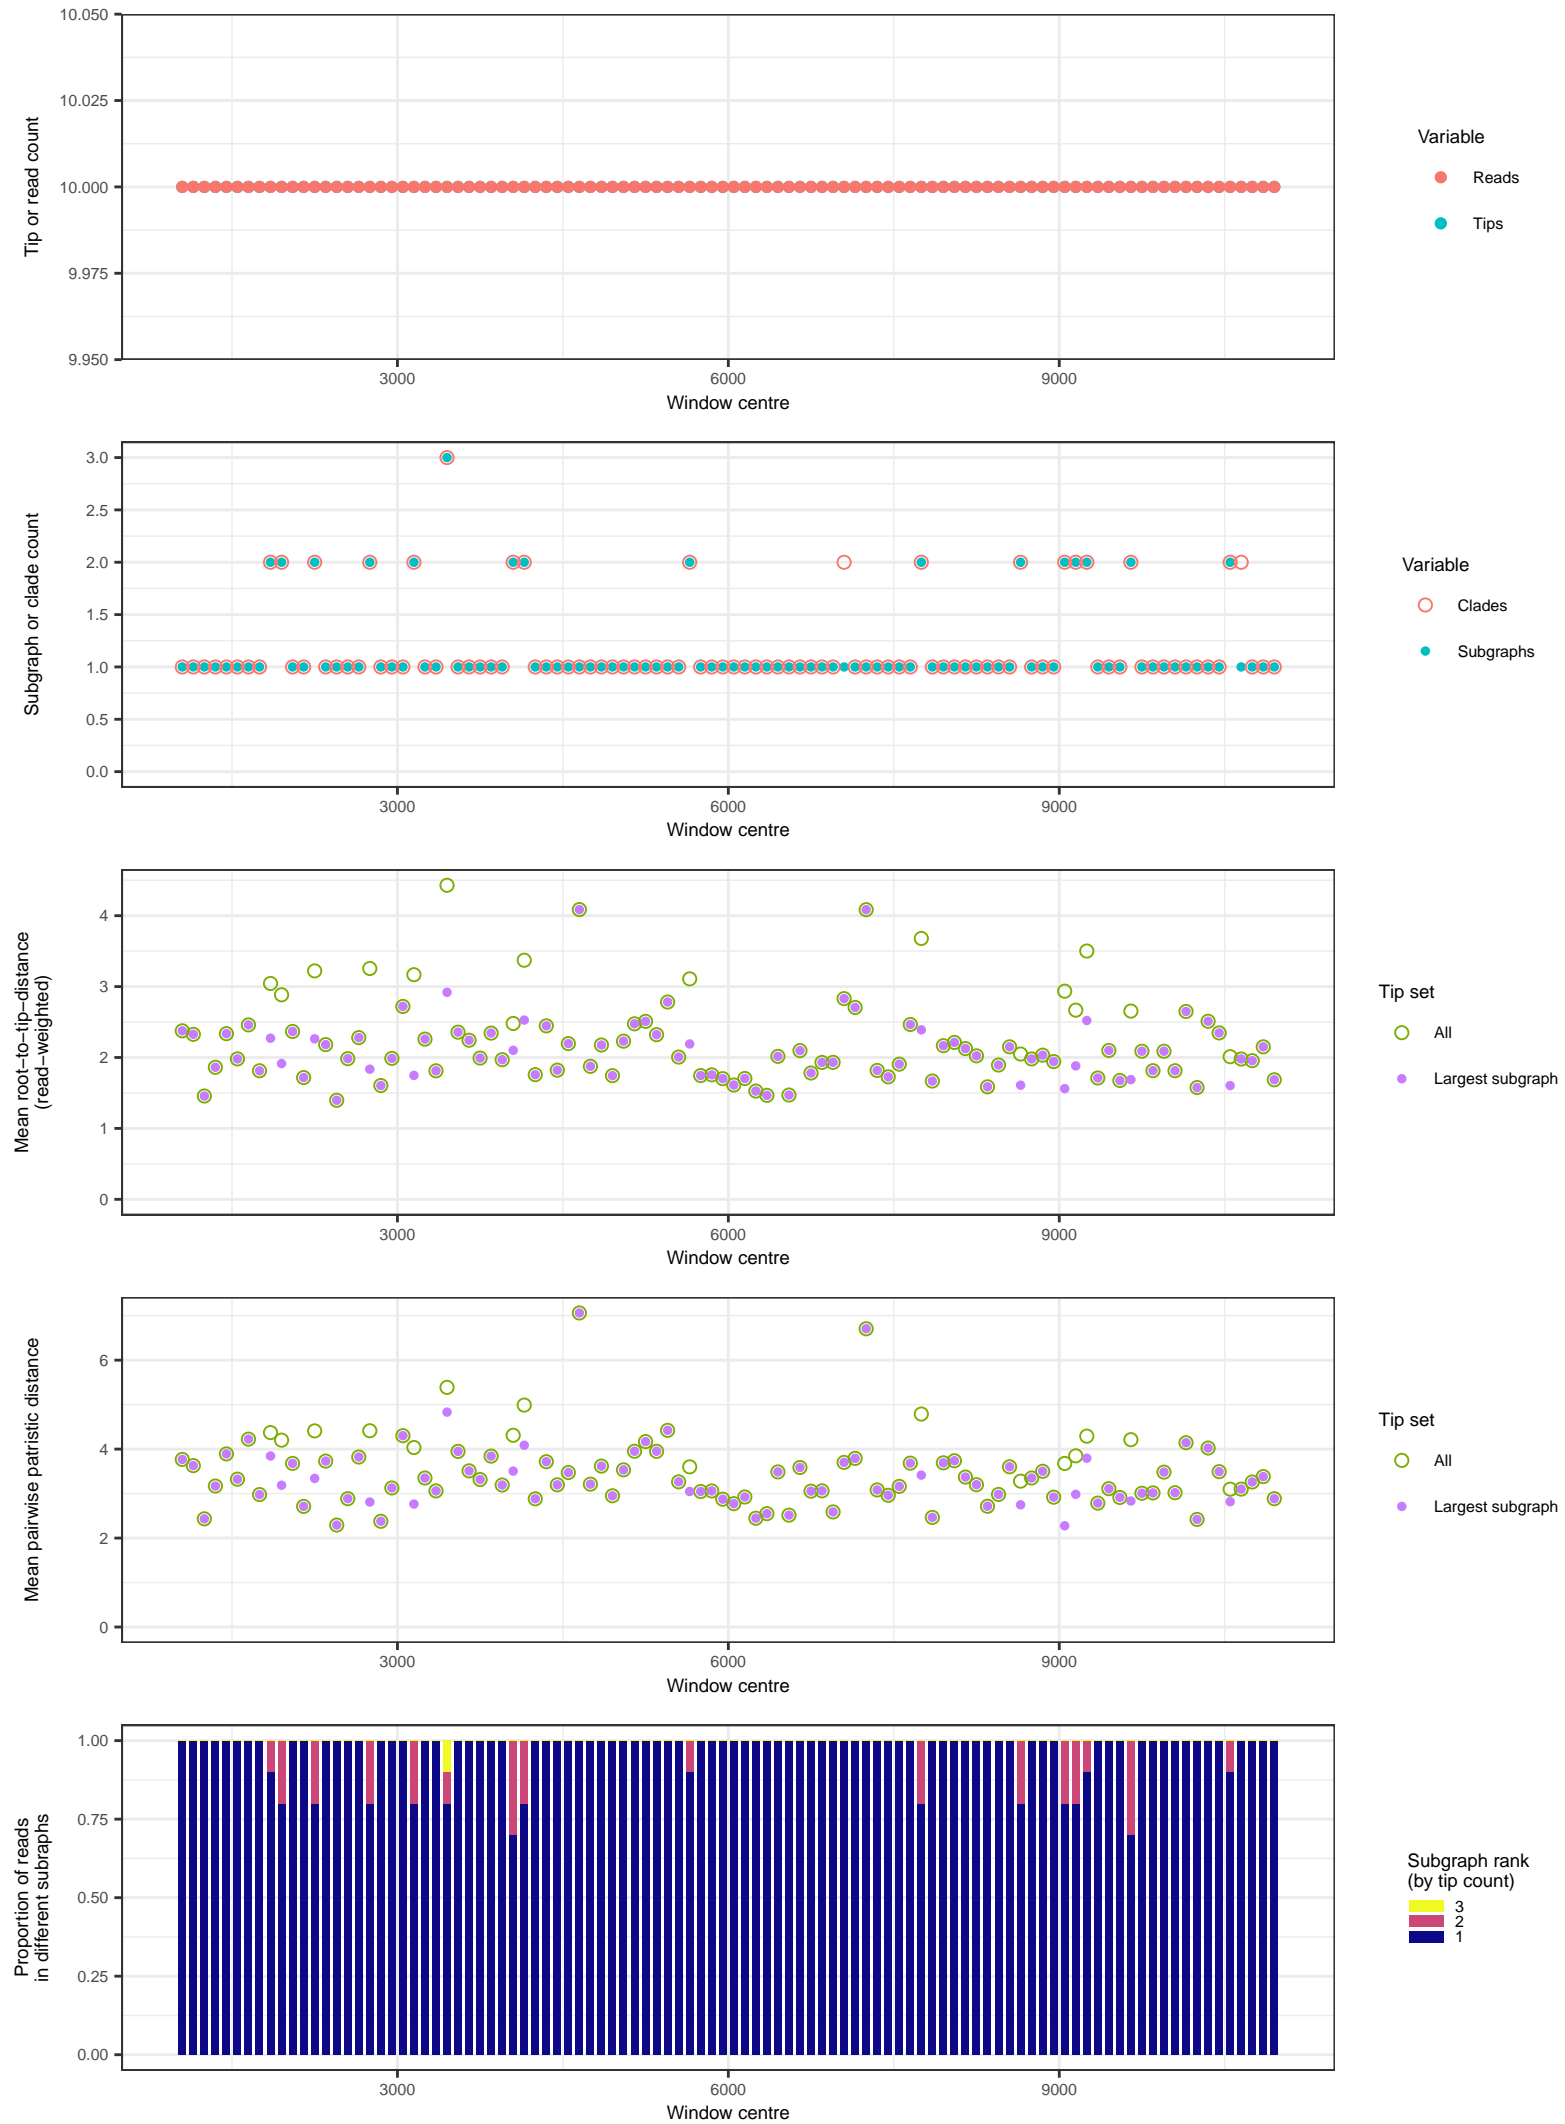 10.050
10.025
10.000
9.975
9.950
Tip or read count
3000 6000 9000
Window centre
Variable
Reads
Tips
3.0
2.5
2.0
1.5
1.0
0.5
0.0
Subgraph or clade count
3000 6000 9000
Window centre
Variable
Clades
Subgraphs
4
3
2
1
0
Mean root−to−tip−distance
(read−weighted)
3000 6000 9000
Window centre
Tip set
All
Largest subgraph
6
4
2
0
Mean pairwise patristic distance
3000 6000 9000
Window centre
Tip set
All
Largest subgraph
1.00
0.75
0.50
0.25
0.00
Proportion of reads
in different subraphs
3000 6000 9000
Window centre
Subgraph rank
(by tip count)
3
2
1